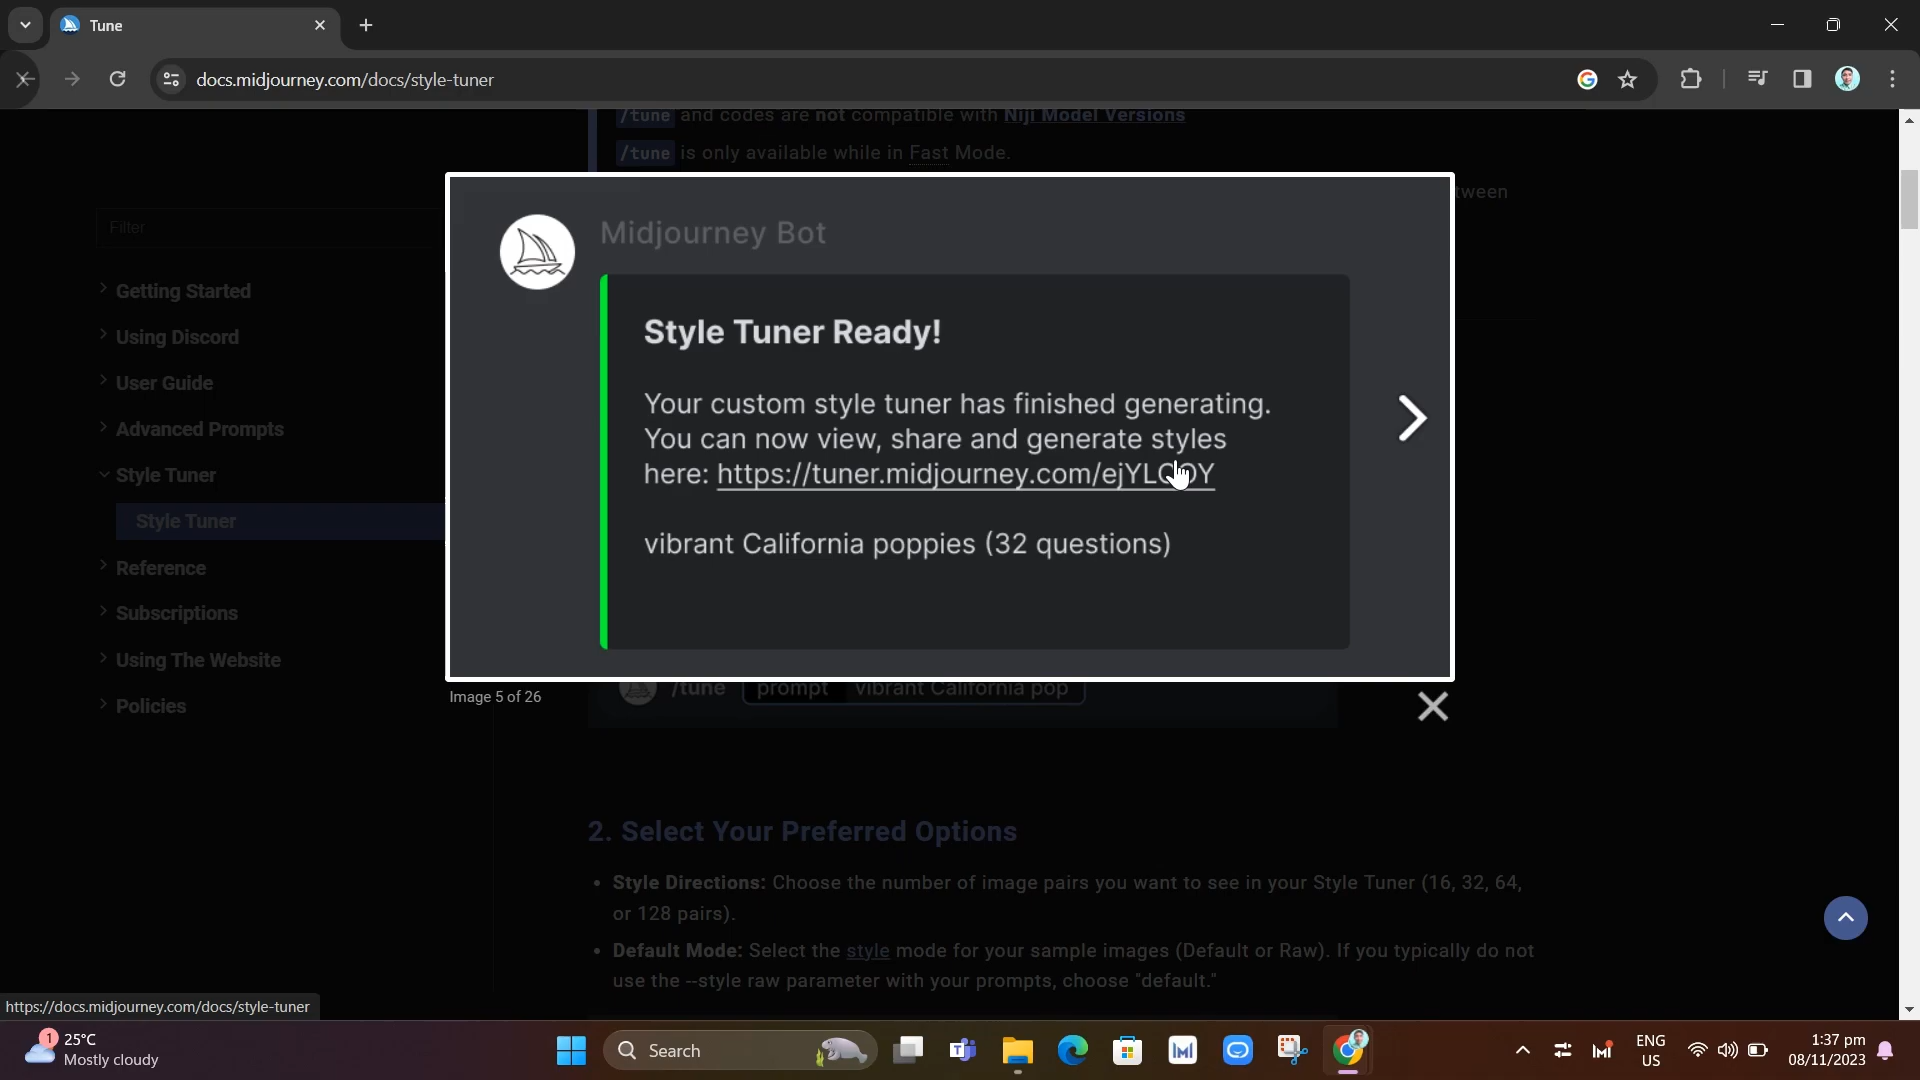 Tune
docs.midjourney.com/docs/style-tuner
/tune and codes are not compatible with Niji Model Versions
/tune is only available while in Fast Mode.
tween
Filter
Getting Started
Using Discord
User Guide
Advanced Prompts
Style Tuner
Style Tuner
Reference
Subscriptions
Using The Website
Policies
Midjourney Bot
Style Tuner Ready!
Your custom style tuner has finished generating.
You can now view, share and generate styles
here:
vibrant California poppies (32 questions)
Image 5 of 26
/tune prompt vibrant California pop
2. Select Your Preferred Options
• Style Directions: Choose the number of image pairs you want to see in your Style Tuner (16, 32, 64,
or 128 pairs).
• Default Mode: Select the style mode for your sample images (Default or Raw). If you typically do not
use the --style raw parameter with your prompts, choose "default."
https://docs.midjourney.com/docs/style-tuner
1
25°C
Mostly cloudy
Search
ENG
US
1:37 pm
08/11/2023